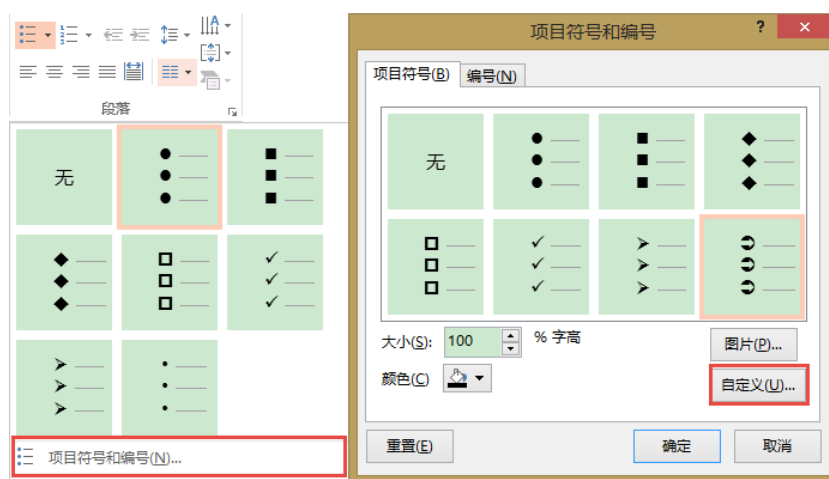 段落
无
项目符号和编号(N)...
项目符号和编号
?
×
项目符号(B)
编号(N)
无
大小(S):
100
% 字高
图片(P)...
颜色(C)
自定义(U)...
重置(E)
确定
取消